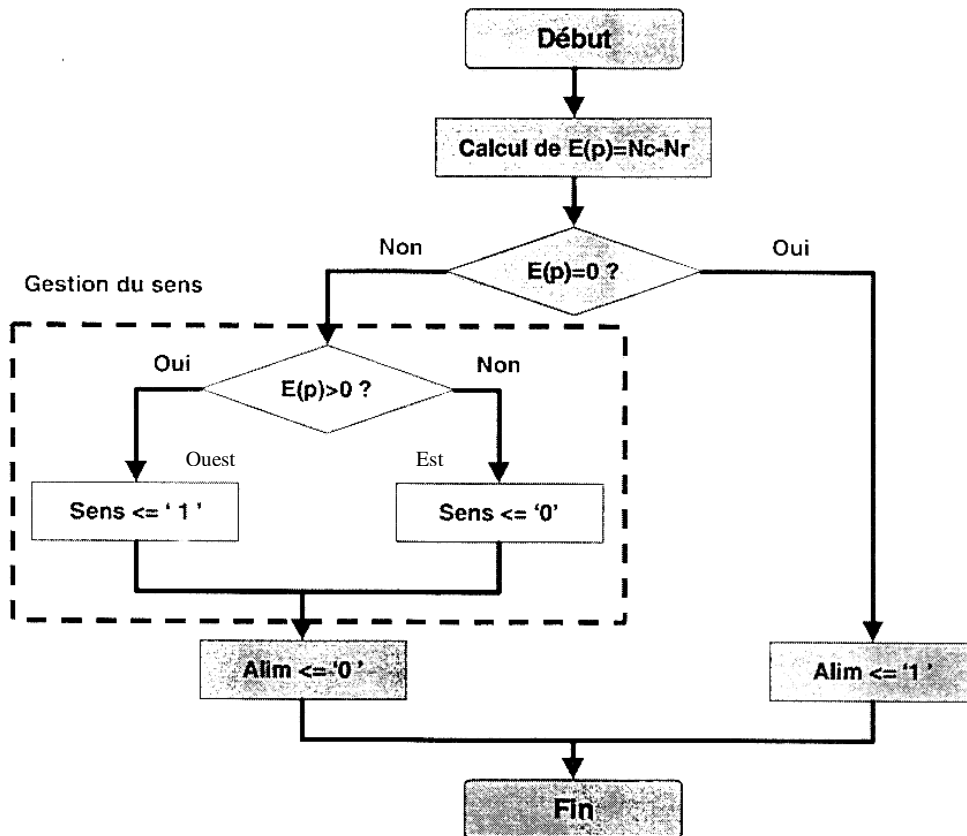 Début
Calcul de E(p)=Nc-Nr
Non
Oui
E(p)=0 ?
Gestion du sens
Oui
Non
E(p)>0 ?
Ouest
Est
Sens <= ‘ 1 ’
Sens <= ‘0’
Alim <= ‘0 ’
Alim <= ‘1 ’
Fin